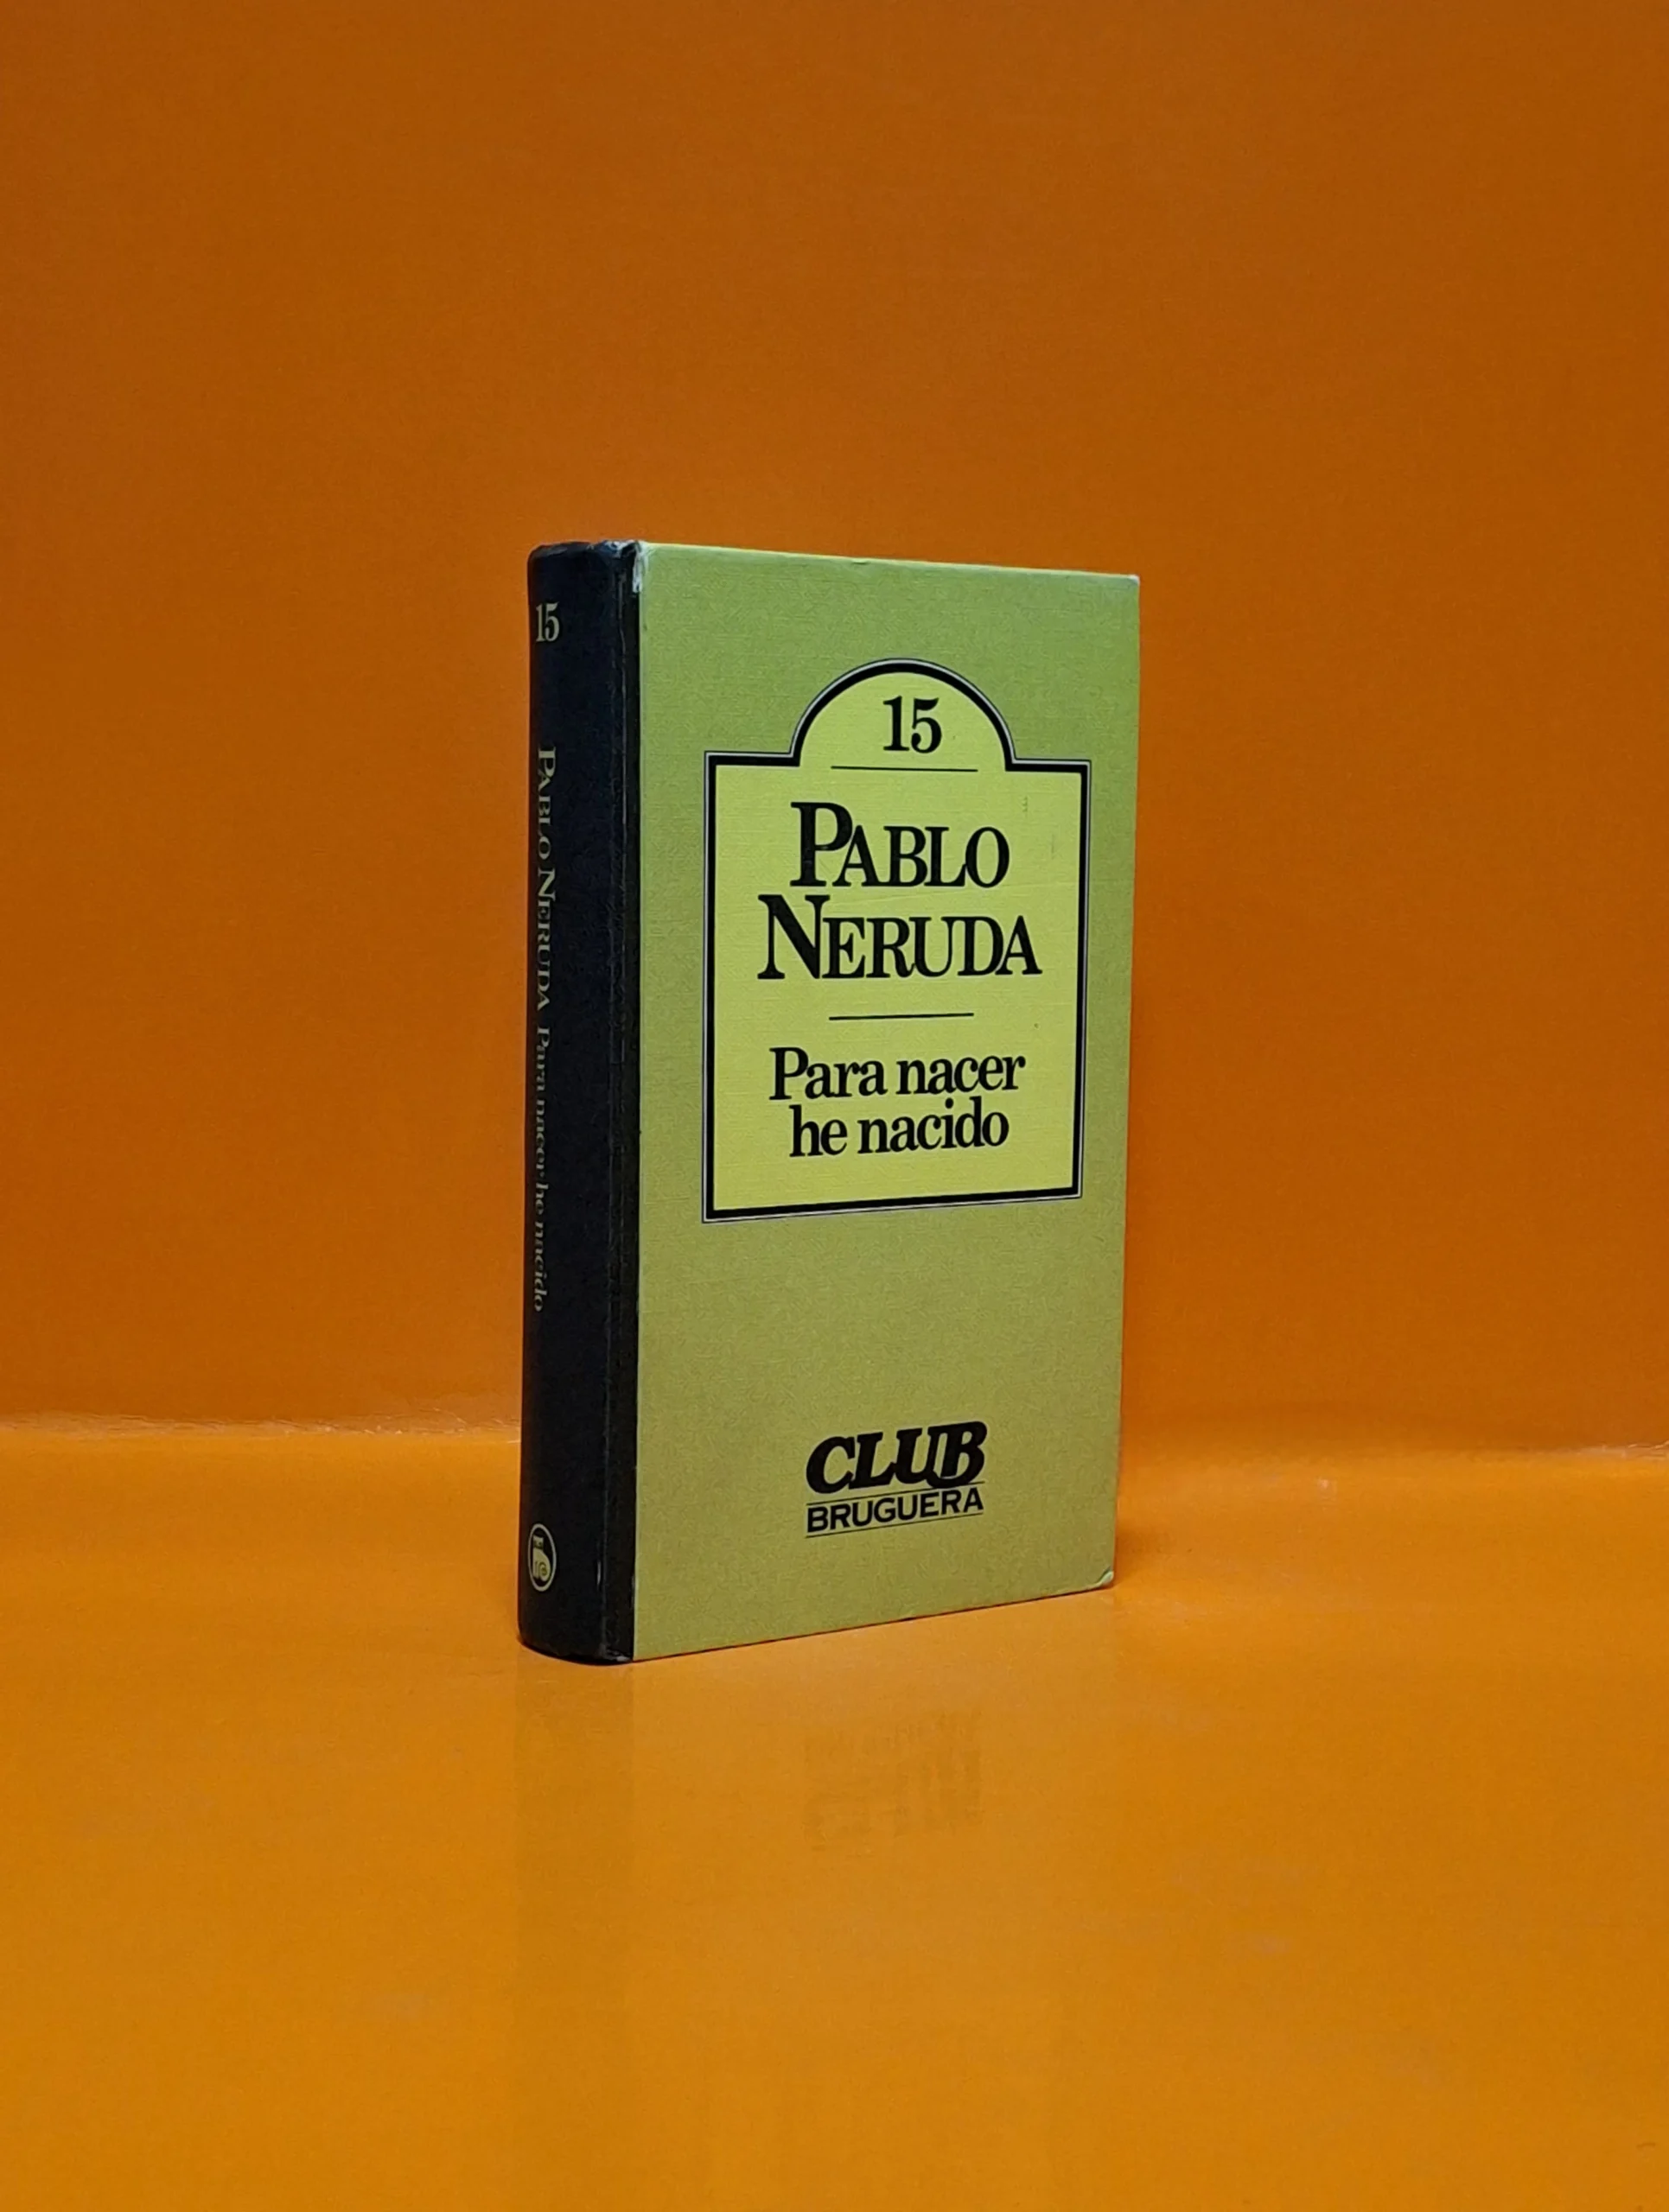 15
PABLO NERUDA Para nacer he nacido
15
PABLO
NERUDA
Para nacer
he nacido
CLUB
BRUGUERA